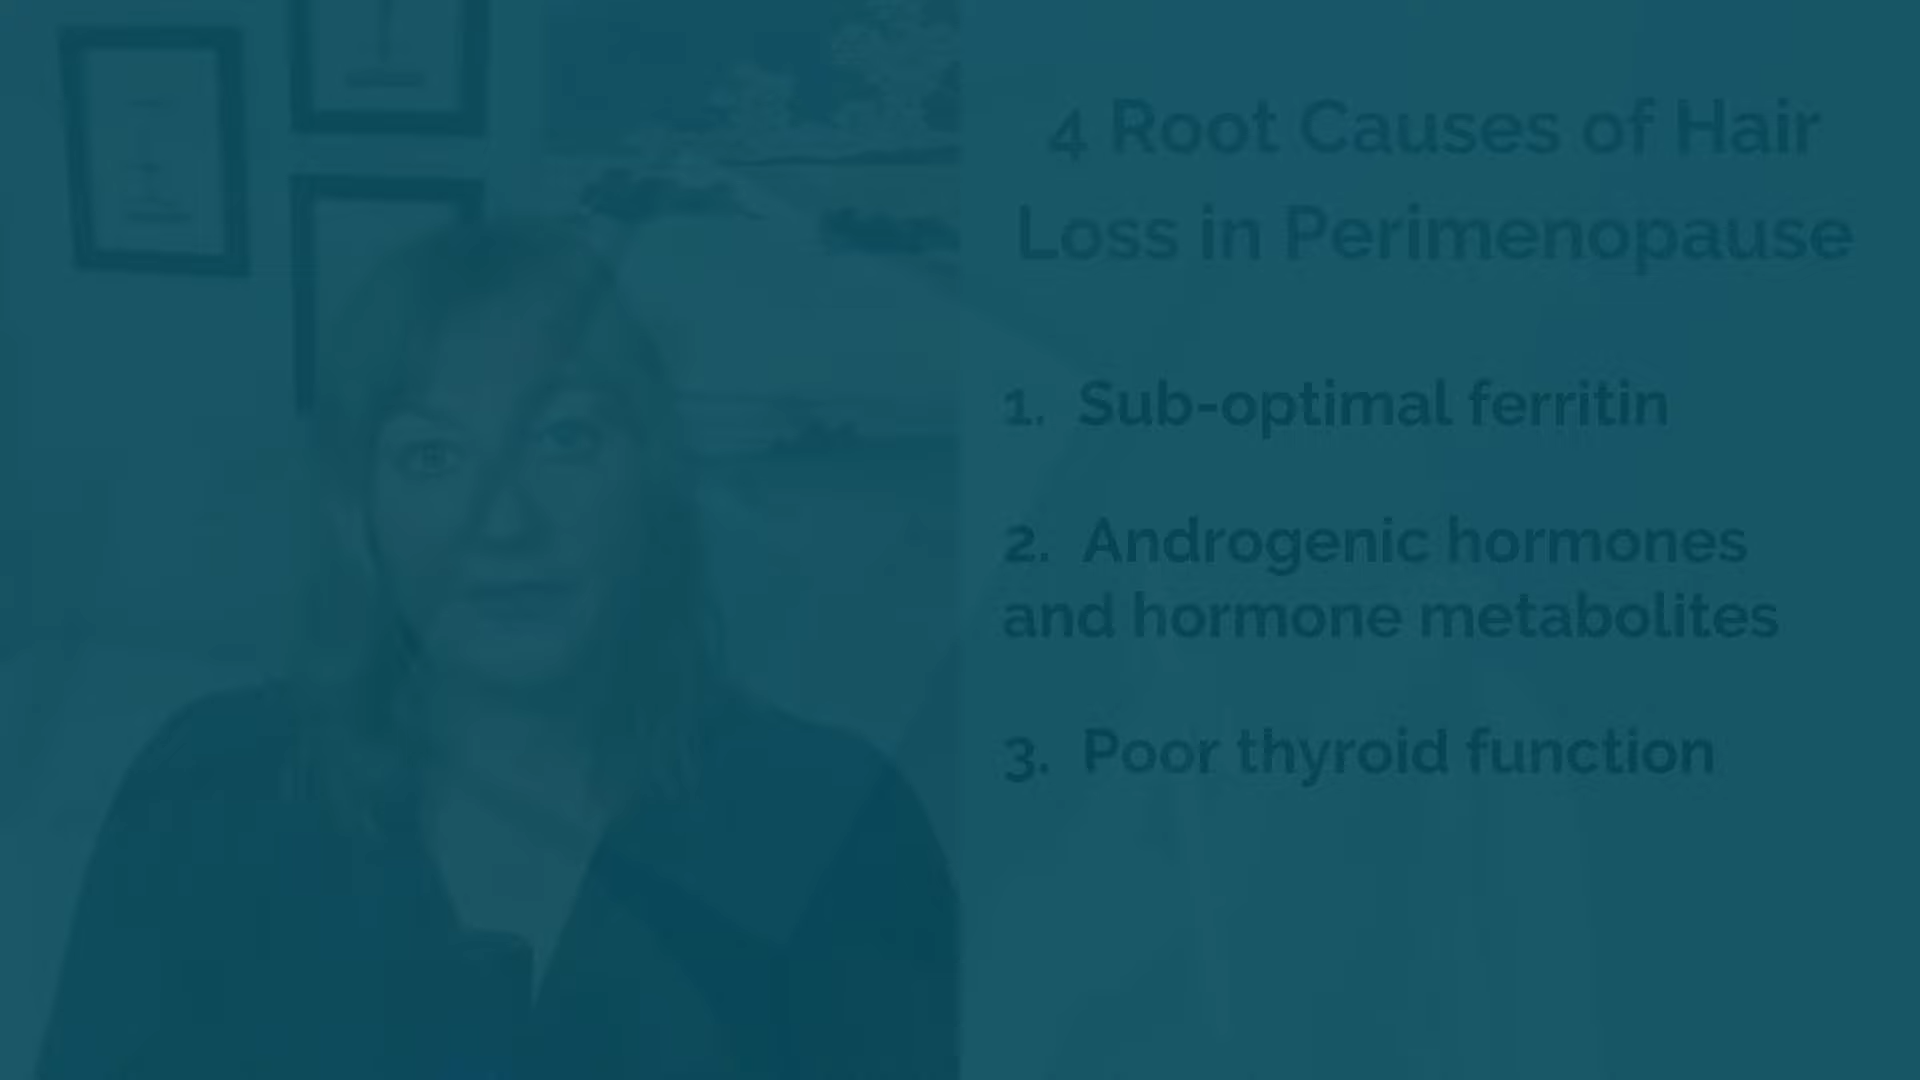 4 Root Causes of Hair
Loss in Perimenopause
1. Sub-optimal ferritin
2. Androgenic hormones
and hormone metabolites
3. Poor thyroid function